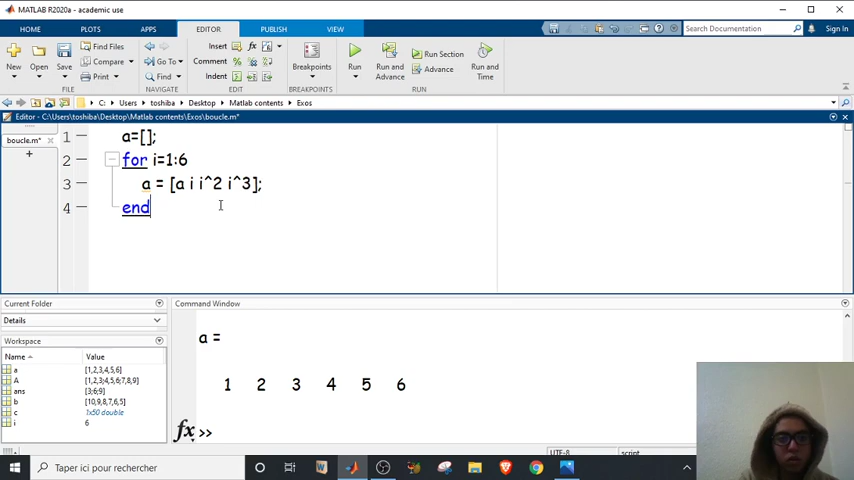 MATLAB R2020a - academic use
HOME PLOTS APPS EDITOR PUBLISH VIEW
Search Documentation Sign In
New Open Save Find Files Compare Print
Go To Find
Insert Comment Indent
Breakpoints
Run Run and Advance Run Section Advance Run and Time
FILE NAVIGATE EDIT BREAKPOINTS RUN
C: Users toshiba Desktop Matlab contents Exos
Editor - C:\Users\toshiba\Desktop\Matlab contents\Exos\boucle.m*
boucle.m*
1 a=[];
2 for i=1:6
3 a = [a i i^2 i^3];
4 end
Current Folder
Details
Workspace
Name Value
a [1,2,3,4,5,6]
A [1,2,3;4,5,6;7,8,9]
ans [3;6;9]
b [10,9,8,7,6,5]
c 1x50 double
i 6
Command Window
a =
1 2 3 4 5 6
fx >>
UTF-8 script
Taper ici pour rechercher